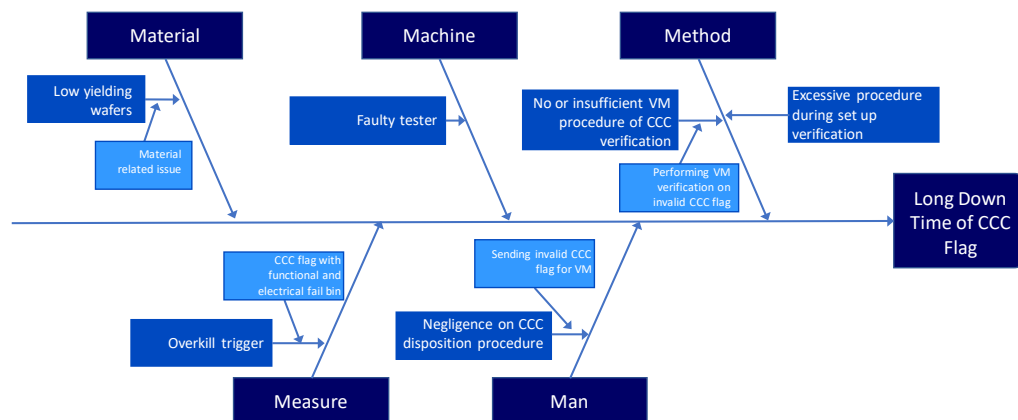 Material
Machine
Method
Low yielding
wafers
Material
related issue
Faulty tester
No or insufficient VM
procedure of CCC
verification
Excessive procedure
during set up
verification
Performing VM
verification on
invalid CCC flag
Long Down
Time of CCC
Flag
CCC flag with
functional and
electrical fail bin
Overkill trigger
Sending invalid CCC
flag for VM
Negligence on CCC
disposition procedure
Measure
Man